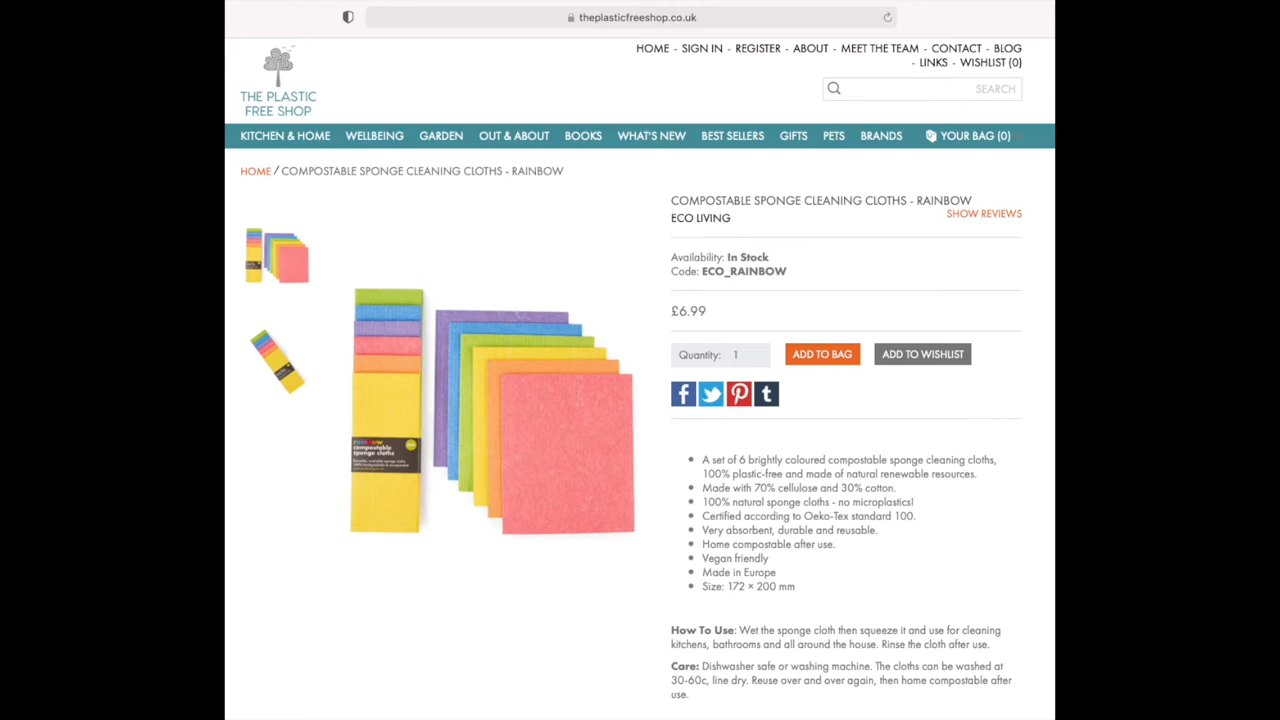 theplasticfreeshop.co.uk
HOME - SIGN IN - REGISTER - ABOUT - MEET THE TEAM - CONTACT - BLOG
- LINKS - WISHLIST (0)
THE PLASTIC
FREE SHOP
SEARCH
KITCHEN & HOME WELLBEING GARDEN OUT & ABOUT BOOKS WHAT'S NEW BEST SELLERS GIFTS PETS BRANDS YOUR BAG (0)
HOME / COMPOSTABLE SPONGE CLEANING CLOTHS - RAINBOW
COMPOSTABLE SPONGE CLEANING CLOTHS - RAINBOW
ECO LIVING
SHOW REVIEWS
Availability: In Stock
Code: ECO_RAINBOW
£6.99
Quantity: 1
ADD TO BAG
ADD TO WISHLIST
rainbow
compostable
sponge cloths
A set of 6 brightly coloured compostable sponge cleaning cloths,
100% plastic-free and made of natural renewable resources.
Made with 70% cellulose and 30% cotton.
100% natural sponge cloths - no microplastics!
Certified according to Oeko-Tex standard 100.
Very absorbent, durable and reusable.
Home compostable after use.
Vegan friendly
Made in Europe
Size: 172 × 200 mm
How To Use: Wet the sponge cloth then squeeze it and use for cleaning
kitchens, bathrooms and all around the house. Rinse the cloth after use.
Care: Dishwasher safe or washing machine. The cloths can be washed at
30-60c, line dry. Reuse over and over again, then home compostable after
use.